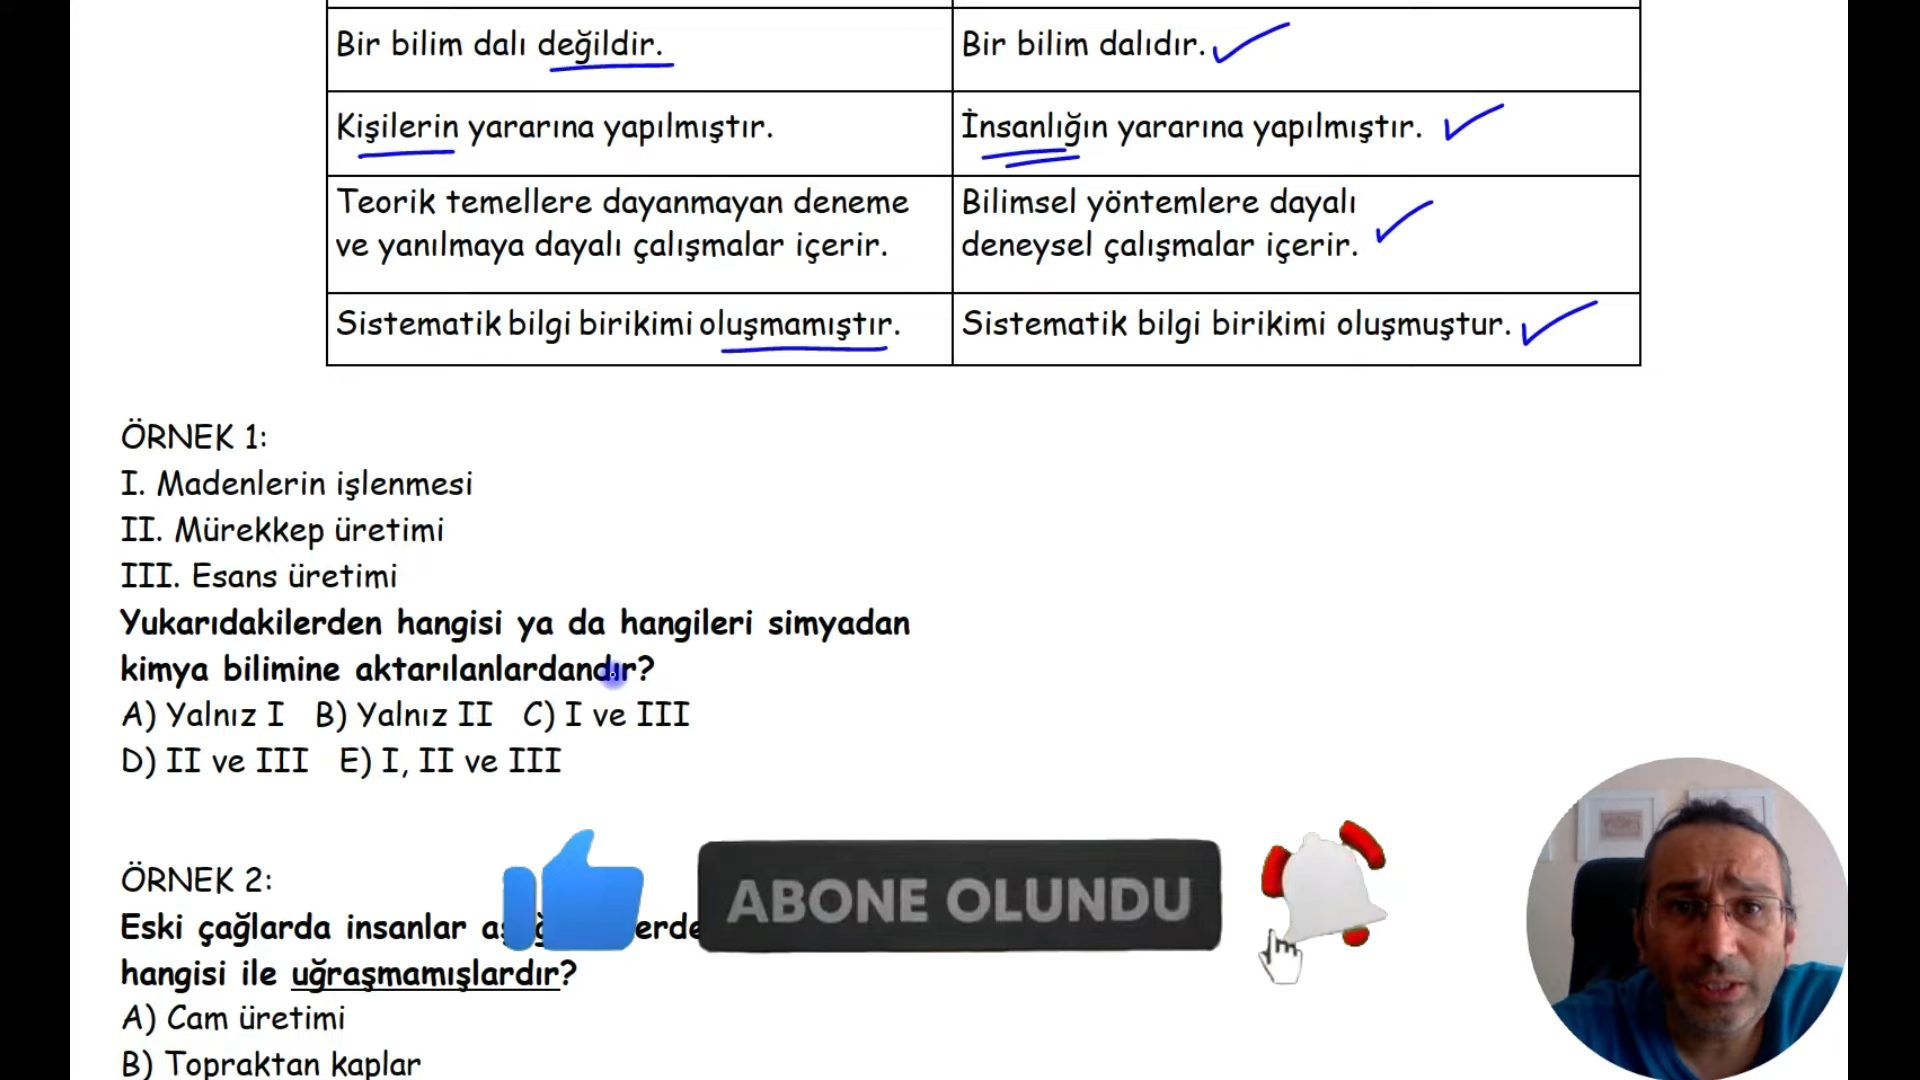 Bir bilim dalı değildir.
Bir bilim dalıdır.
Kişilerin yararına yapılmıştır.
İnsanlığın yararına yapılmıştır.
Teorik temellere dayanmayan deneme
ve yanılmaya dayalı çalışmalar içerir.
Bilimsel yöntemlere dayalı
deneysel çalışmalar içerir.
Sistematik bilgi birikimi oluşmamıştır.
Sistematik bilgi birikimi oluşmuştur.
ÖRNEK 1:
I. Madenlerin işlenmesi
II. Mürekkep üretimi
III. Esans üretimi
Yukarıdakilerden hangisi ya da hangileri simyadan
kimya bilimine aktarılanlardandır?
A) Yalnız I B) Yalnız II C) I ve III
D) II ve III E) I, II ve III
ÖRNEK 2:
Eski çağlarda insanlar
hangisi ile uğraşmamışlardır?
A) Cam üretimi
B) Topraktan kaplar
ABONE OLUNDU